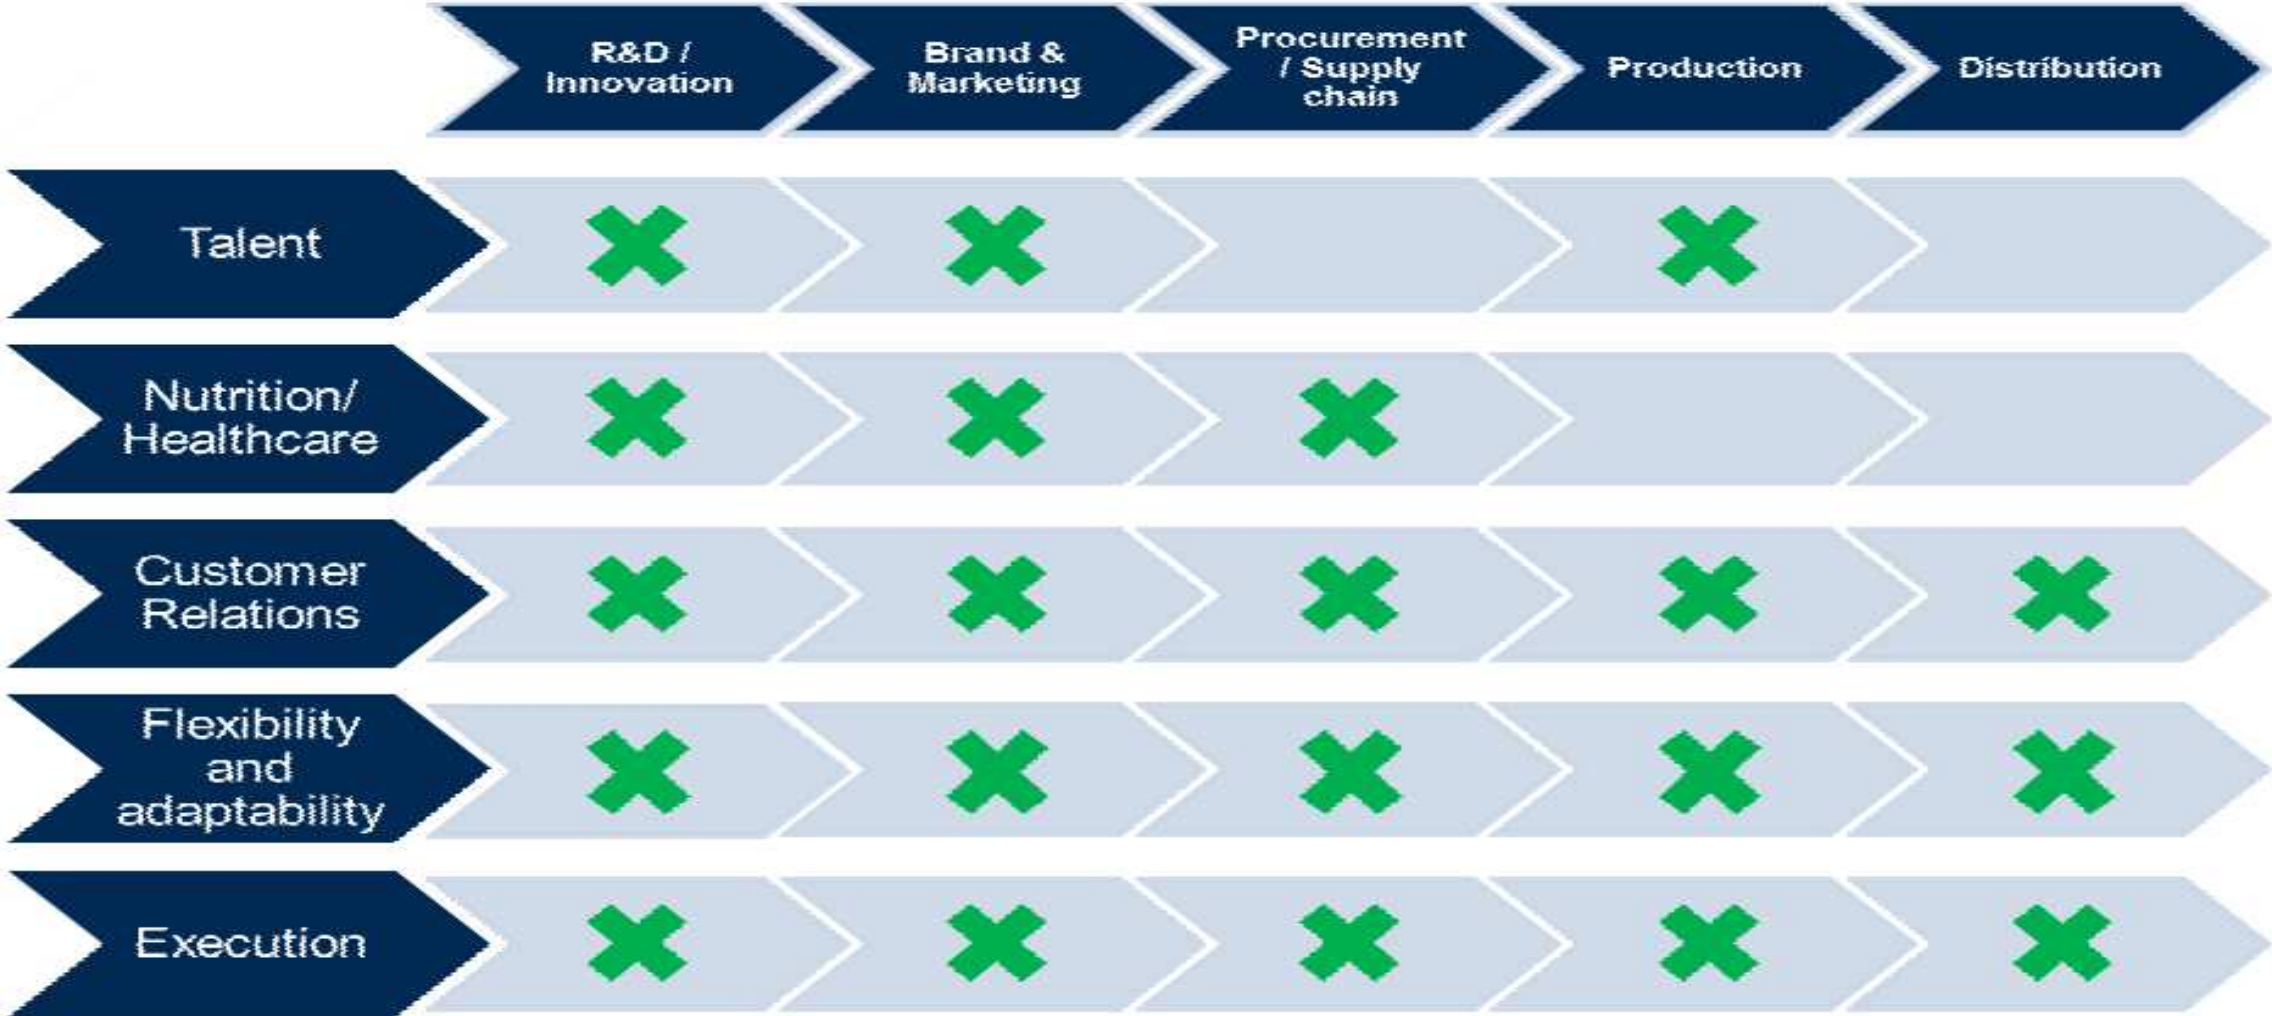 R&D /
Innovation
Brand &
Marketing
Procurement
/ Supply
chain
Production
Distribution
Talent
Nutrition/
Healthcare
Customer
Relations
Flexibility
and
adaptability
Execution